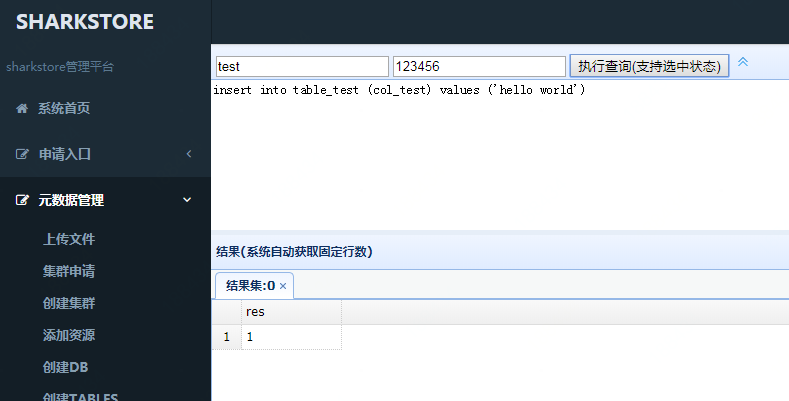 SHARKSTORE
sharkstore管理平台
系统首页
申请入口
元数据管理
上传文件
集群申请
创建集群
添加资源
创建DB
创建TABLES
test
123456
执行查询(支持选中状态)
insert into table_test (col_test) values ('hello world')
结果(系统自动获取固定行数)
结果集:0
res
1 1